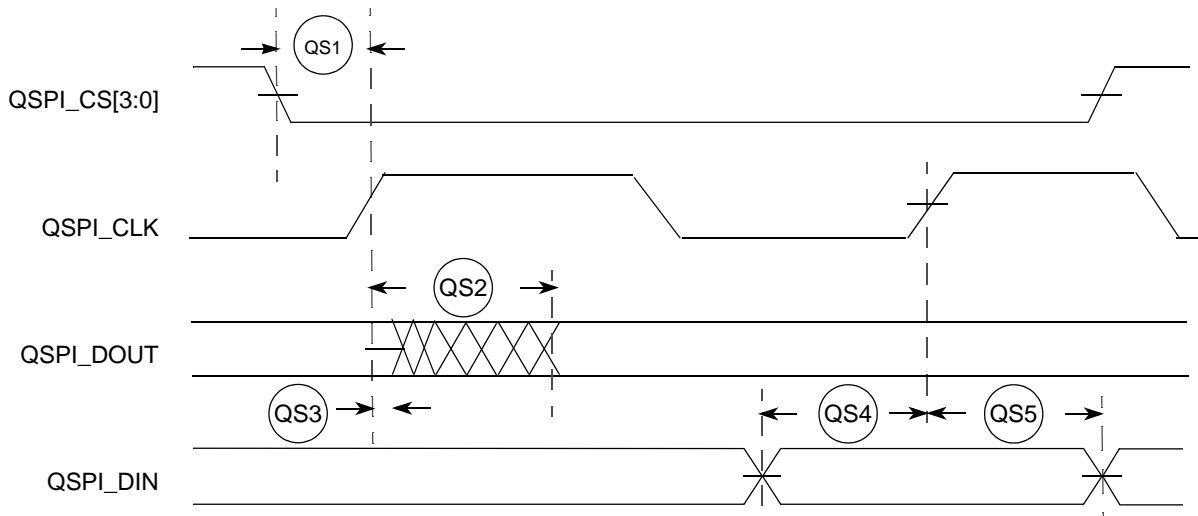 QS1
QSPI_CS[3:0]
QSPI_CLK
QS2
QSPI_DOUT
QS3
QS4
QS5
QSPI_DIN